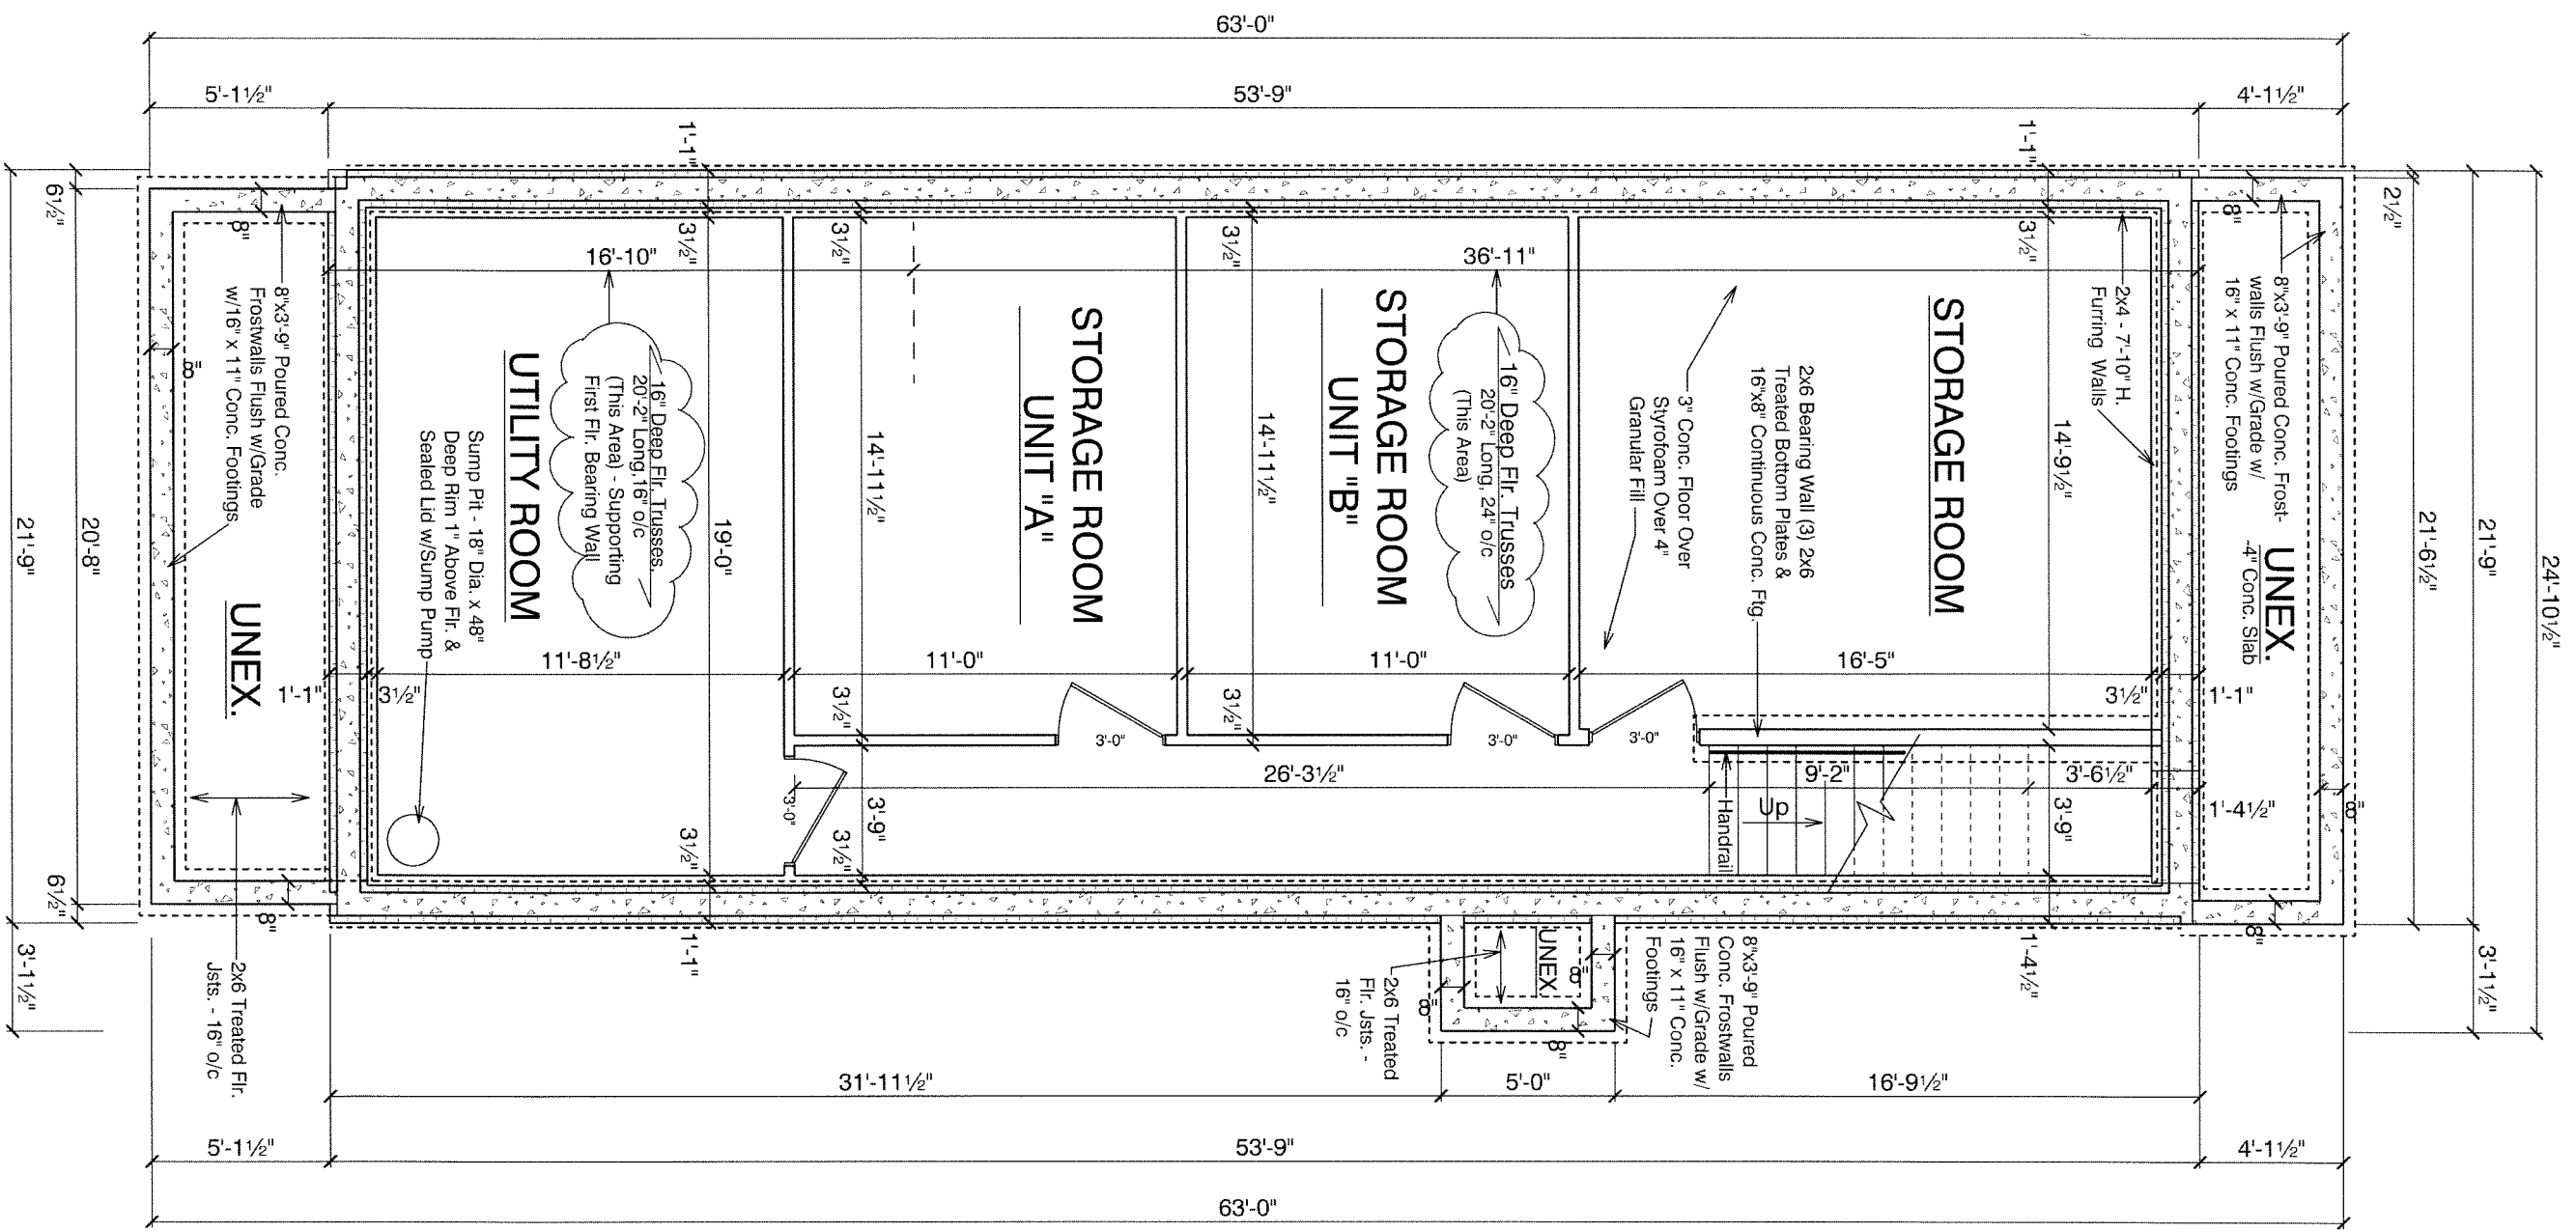 63'-0"
5'-1½"
53'-9"
4'-1½"
1'-1"
1'-1"
6½"
20'-8"
21'-9"
6½"
3'-11½"
2½"
21'-6½"
21'-9"
24'-10½"
3'-11½"
8"
8"
8"
8"x3'-9" Poured Conc.
Frostwalls Flush w/Grade
w/16" x 11" Conc. Footings
UNEX.
2x6 Treated Flr.
Jsts. - 16" o/c
1'-1"
3½"
16'-10"
3½"
16" Deep Flr. Trusses,
20'-2" Long,16" o/c
(This Area) - Supporting
First Flr. Bearing Wall
UTILITY ROOM
Sump Pit - 18" Dia. x 48"
Deep Rim 1" Above Flr. &
Sealed Lid w/Sump Pump
19'-0"
11'-8½"
3½"
1'-1"
3½"
STORAGE ROOM
UNIT "A"
14'-11½"
11'-0"
3½"
3'-0"
3'-0"
3'-9"
3½"
3½"
36'-11"
16" Deep Flr. Trusses
20'-2" Long, 24" o/c
(This Area)
STORAGE ROOM
UNIT "B"
14'-11½"
11'-0"
3½"
3'-0"
26'-3½"
3½"
2x4 - 7'-10" H.
Furring Walls
STORAGE ROOM
14'-9½"
2x6 Bearing Wall (3) 2x6
Treated Bottom Plates &
16"x8" Continuous Conc. Ftg.
3" Conc. Floor Over
Styrofoam Over 4"
Granular Fill
16'-5"
3½"
1'-1"
3'-0"
9'-2"
3'-6½"
Handrail
Up
3'-9"
1'-4½"
1'-4½"
8"
8"x3'-9" Poured Conc. Frost-
walls Flush w/Grade w/
16" x 11" Conc. Footings
UNEX.
-4" Conc. Slab
8"
8"
UNEX.
8"
8"
8"
2x6 Treated
Flr. Jsts. -
16" o/c
8"x3'-9" Poured
Conc. Frostwalls
Flush w/Grade w/
16" x 11" Conc.
Footings
31'-11½"
5'-0"
16'-9½"
5'-1½"
53'-9"
4'-1½"
63'-0"